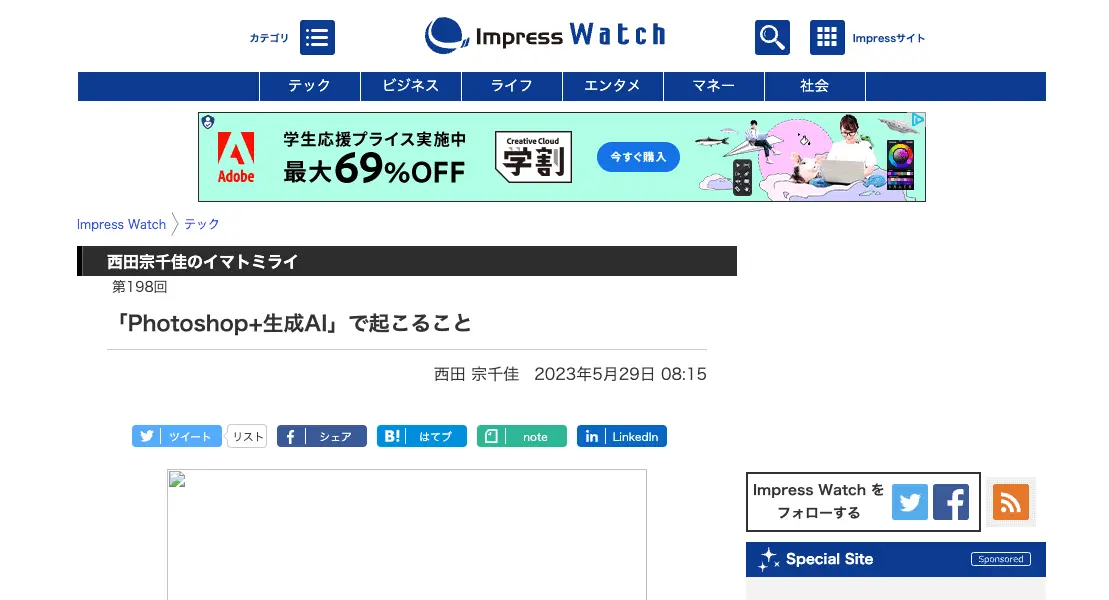 カテゴリ
Impress Watch
Impressサイト
テック ビジネス ライフ エンタメ マネー 社会
Adobe
学生応援プライス実施中
最大69%OFF
Creative Cloud
学割
今すぐ購入
Impress Watch テック
西田宗千佳のイマトミライ
第198回
「Photoshop+生成AI」で起こること
西田 宗千佳 2023年5月29日 08:15
ツイート リスト シェア B! はてブ note in LinkedIn
Impress Watch を
フォローする
Special Site Sponsored